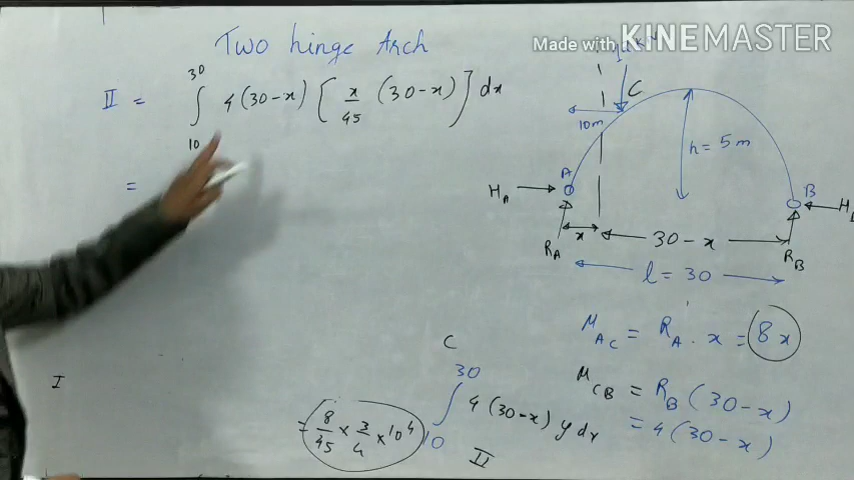 Two hinge Arch
Made with KINEMASTER
II = ∫ 30 10 4(30-x) [ x/45 (30-x) ] dx
=
C
10m
h = 5m
A
B
H_A
R_A
x
30-x
R_B
l = 30
M_AC = R_A . x = 8x
M_CB = R_B (30-x)
= 4(30-x)
I
C
= 8/45 × 3/4 × 10^4
∫ 30 10 4(30-x) y dx
II